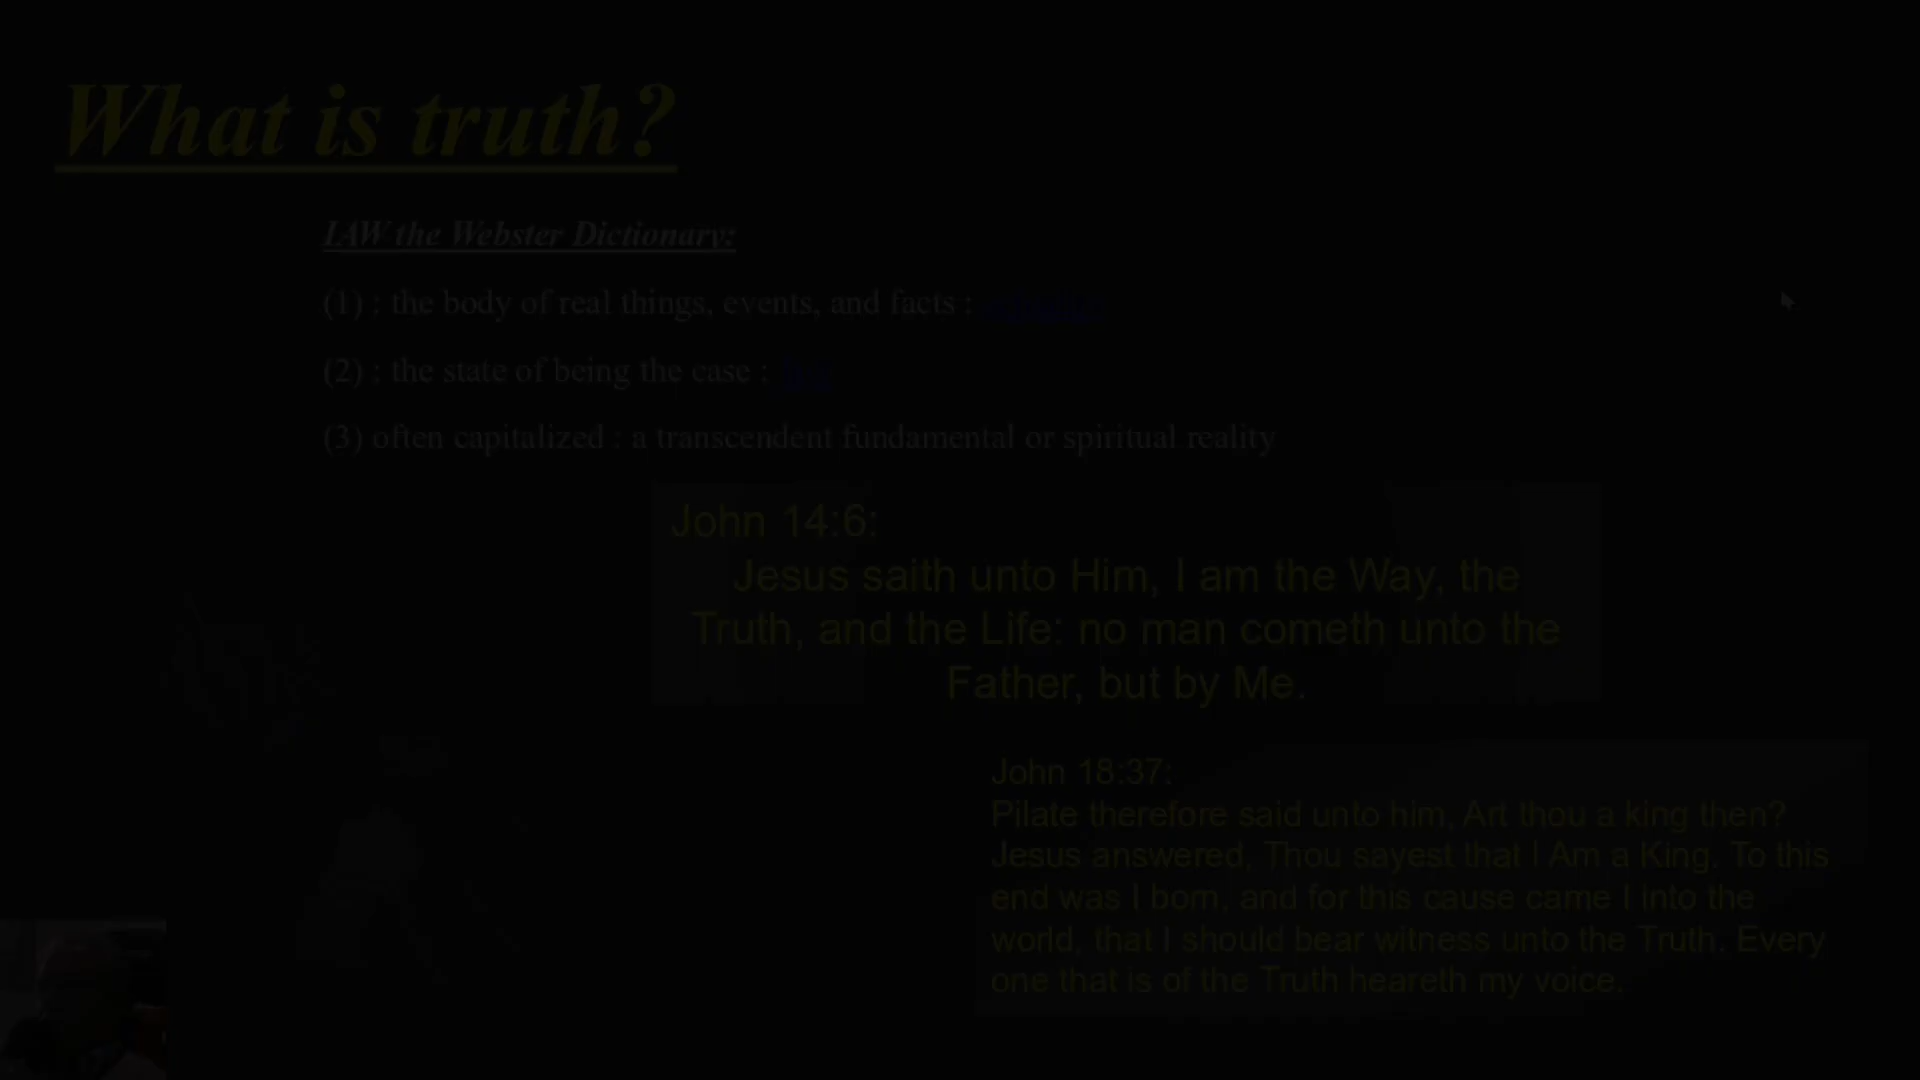 What is truth?
LAW the Webster Dictionary:
(1) : the body of real things, events, and facts :
(2) : the state of being the case :
(3) often capitalized : a transcendent fundamental or spiritual reality
John 14:6:
Jesus saith unto Him, I am the Way, the
Truth, and the Life: no man cometh unto the
Father, but by Me.
John 18:37:
Pilate therefore said unto him, Art thou a king then?
Jesus answered, Thou sayest that I Am a King. To this
end was I born, and for this cause came I into the
world, that I should bear witness unto the Truth. Every
one that is of the Truth heareth my voice.